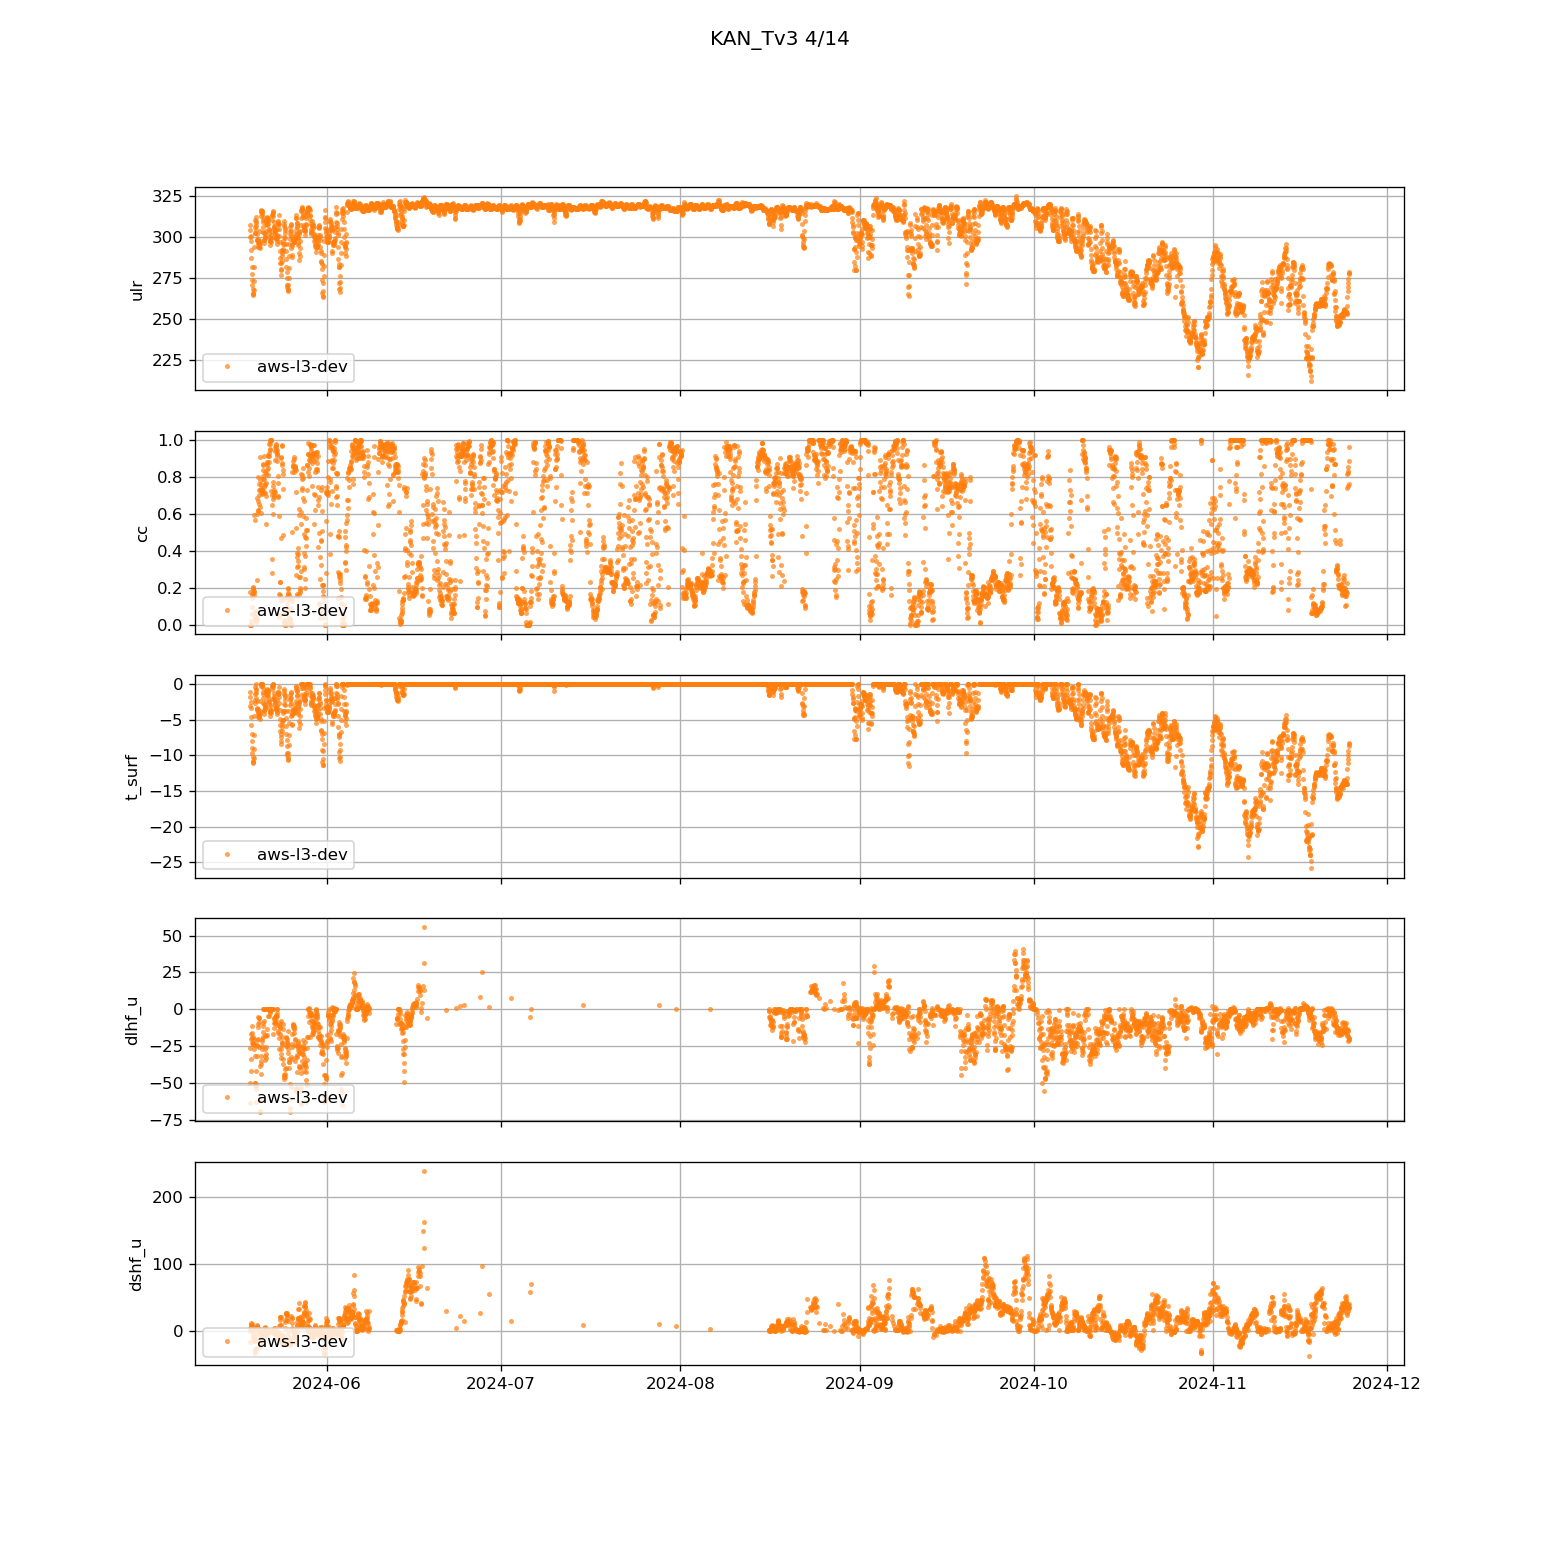 KAN_Tv3 4/14
325
300
275
250
225
ulr
aws-l3-dev
1.0
0.8
0.6
0.4
0.2
0.0
cc
aws-l3-dev
0
−5
−10
−15
−20
−25
t_surf
aws-l3-dev
50
25
0
−25
−50
−75
dlhf_u
aws-l3-dev
200
100
0
dshf_u
aws-l3-dev
2024-06 2024-07 2024-08 2024-09 2024-10 2024-11 2024-12